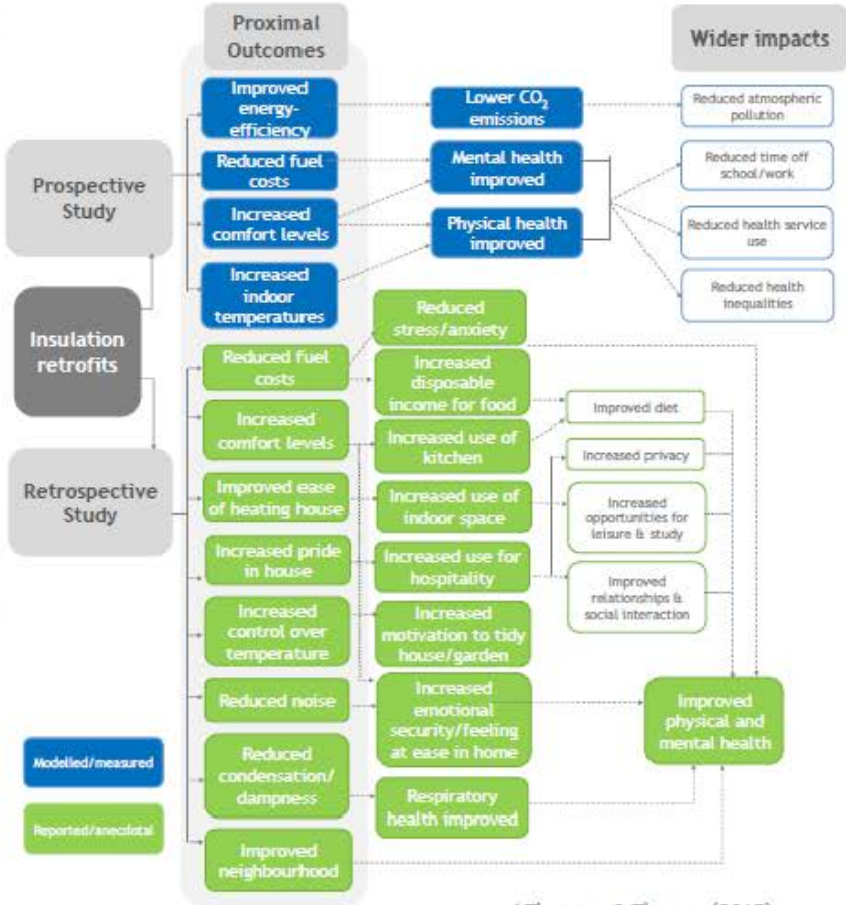 Proximal
Outcomes
Wider impacts
Improved
energy-
efficiency
Lower CO₂
emissions
Reduced atmospheric
pollution
Reduced fuel
costs
Mental health
improved
Reduced time off
school/work
Prospective
Study
Increased
comfort levels
Physical health
improved
Reduced health service
use
Increased
indoor
temperatures
Reduced health
inequalities
Insulation
retrofits
Reduced
stress/anxiety
Reduced fuel
costs
Increased
disposable
income for food
Improved diet
Increased
comfort levels
Increased use of
kitchen
Increased privacy
Retrospective
Study
Improved ease
of heating house
Increased use of
indoor space
Increased
opportunities for
leisure & study
Increased pride
in house
Increased use for
hospitality
Improved
relationships &
social interaction
Increased
control over
temperature
Increased
motivation to tidy
house/garden
Reduced noise
Increased
emotional
security/feeling
at ease in home
Improved
physical and
mental health
Modelled/measured
Reduced
condensation/
dampness
Respiratory
health improved
Reported/anecdotal
Improved
neighbourhood